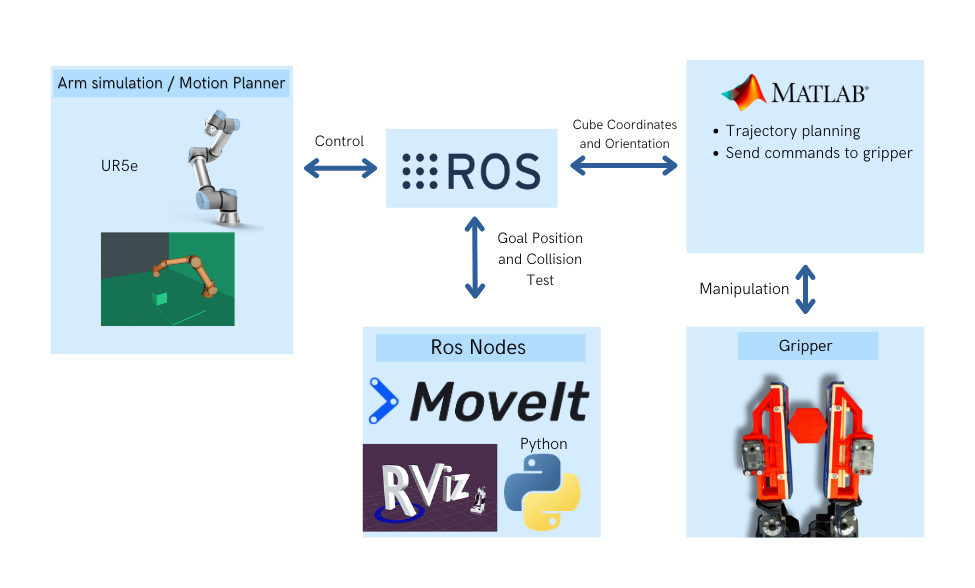 Arm simulation / Motion Planner
UR5e
Control
ROS
Cube Coordinates
and Orientation
MATLAB®
• Trajectory planning
• Send commands to gripper
Goal Position
and Collision
Test
Manipulation
Ros Nodes
MoveIt
RViz
Python
Gripper